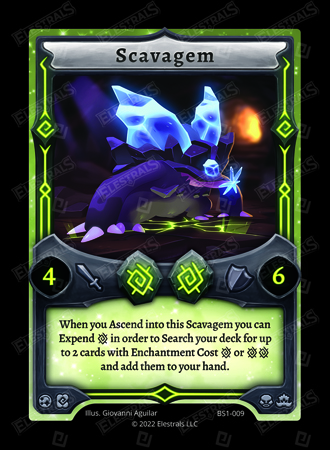 Scavagem
4
6
When you Ascend into this Scavagem you can
Expend in order to Search your deck for up
to 2 cards with Enchantment Cost or
and add them to your hand.
Illus. Giovanni Aguilar
BS1-009
© 2022 Elestrals LLC
ELESTRALS